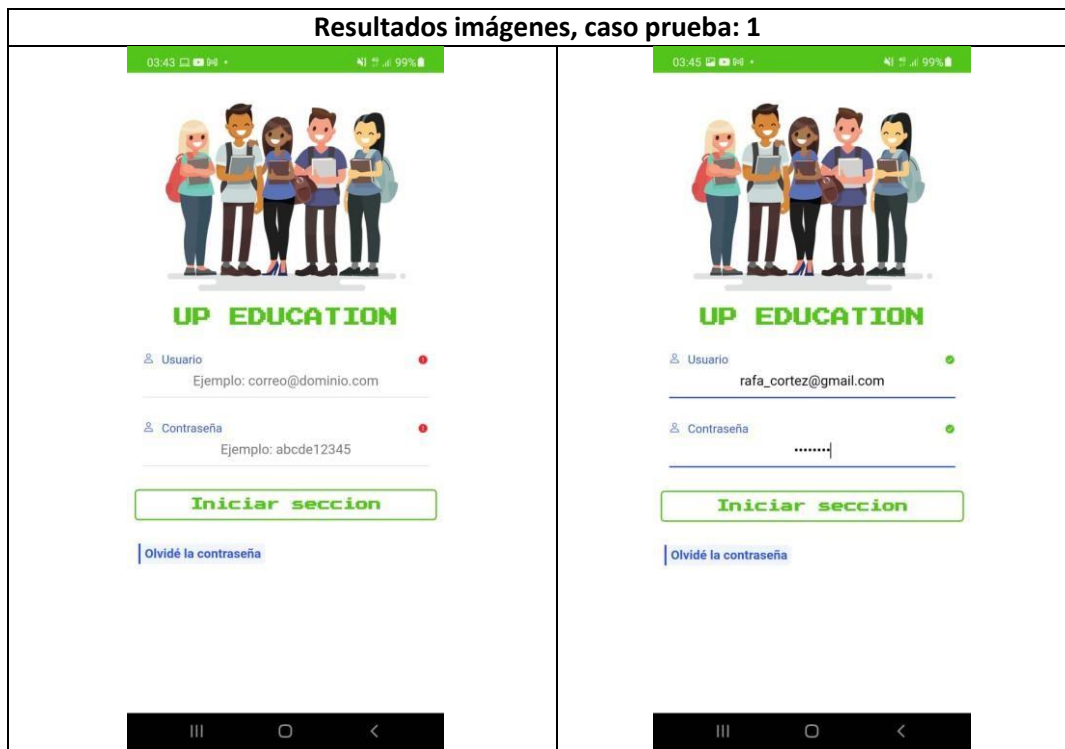 Resultados imágenes, caso prueba: 1
03:43
99%
UP EDUCATION
Usuario
Ejemplo: correo@dominio.com
Contraseña
Ejemplo: abcde12345
Iniciar seccion
Olvidé la contraseña
03:45
99%
UP EDUCATION
Usuario
rafa_cortez@gmail.com
Contraseña
••••••••
Iniciar seccion
Olvidé la contraseña